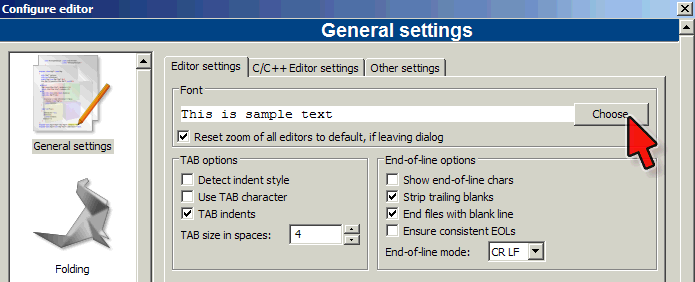 Configure editor
General settings
General settings
Folding
Editor settings
C/C++ Editor settings
Other settings
Font
This is sample text
Choose
Reset zoom of all editors to default, if leaving dialog
TAB options
Detect indent style
Use TAB character
TAB indents
TAB size in spaces: 4
End-of-line options
Show end-of-line chars
Strip trailing blanks
End files with blank line
Ensure consistent EOLs
End-of-line mode: CR LF